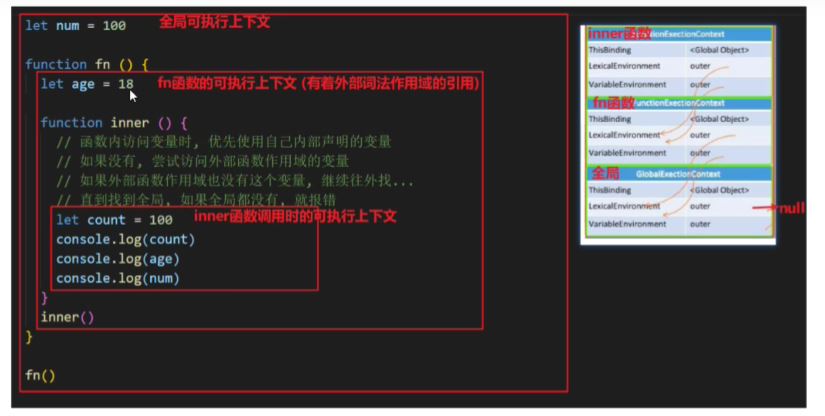 let num = 100 全局可执行上下文
function fn () {
let age = 18 fn函数的可执行上下文 (有着外部词法作用域的引用)
function inner () {
// 函数内访问变量时, 优先使用自己内部声明的变量
// 如果没有, 尝试访问外部函数作用域的变量
// 如果外部函数作用域也没有这个变量, 继续往外找...
// 直到找到全局, 如果全局都没有, 就报错
let count = 100 inner函数调用时的可执行上下文
console.log(count)
console.log(age)
console.log(num)
}
inner()
}
fn()
inner函数
ThisBinding <Global Object>
LexicalEnvironment outer
VariableEnvironment outer
fn函数
ThisBinding <Global Object>
LexicalEnvironment outer
VariableEnvironment outer
全局 GlobalExectionContext
ThisBinding <Global Object>
LexicalEnvironment outer null
VariableEnvironment outer